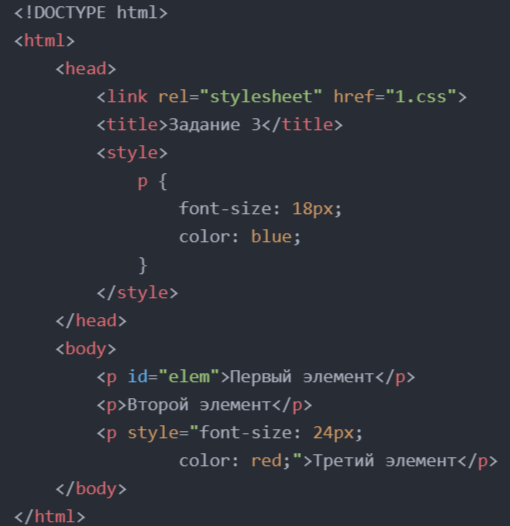 <!DOCTYPE html>
<html>
<head>
<link rel="stylesheet" href="1.css">
<title>Задание 3</title>
<style>
p {
font-size: 18px;
color: blue;
}
</style>
</head>
<body>
<p id="elem">Первый элемент</p>
<p>Второй элемент</p>
<p style="font-size: 24px;
color: red;">Третий элемент</p>
</body>
</html>